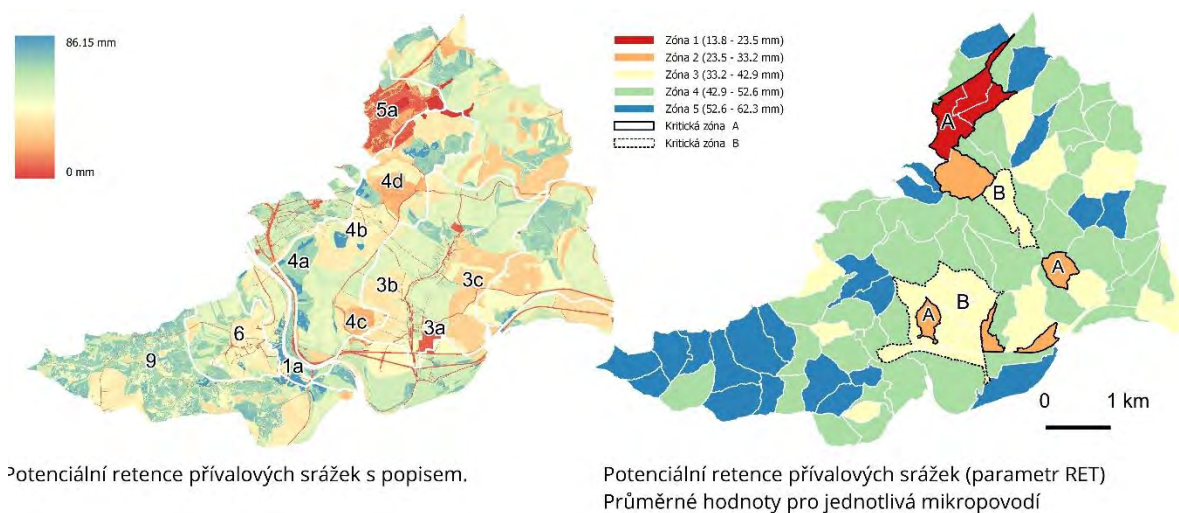 86.15 mm
0 mm
5a
4d
4b
4a
3b
3c
4c
3a
6
9
1a
Potenciální retence přívalových srážek s popisem.
Zóna 1 (13.8 - 23.5 mm)
Zóna 2 (23.5 - 33.2 mm)
Zóna 3 (33.2 - 42.9 mm)
Zóna 4 (42.9 - 52.6 mm)
Zóna 5 (52.6 - 62.3 mm)
Kritická zóna A
Kritická zóna B
A
B
A
B
A
0 1 km
Potenciální retence přívalových srážek (parametr RET)
Průměrné hodnoty pro jednotlivá mikropovodí